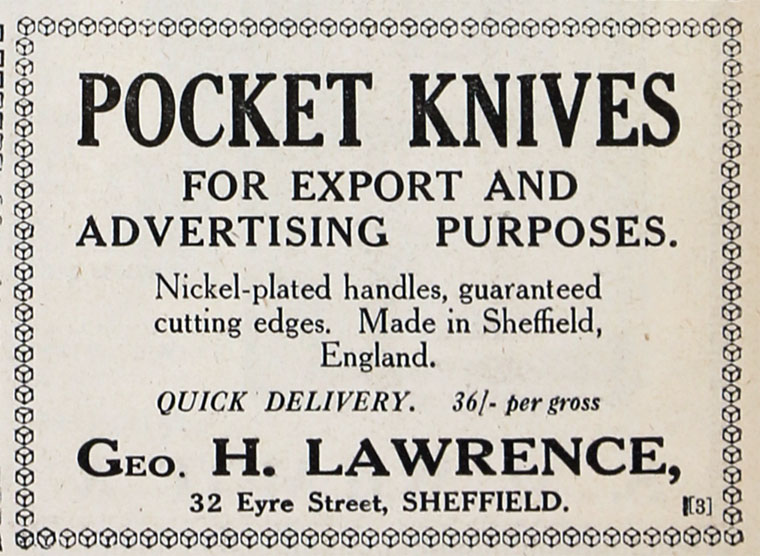 POCKET KNIVES
FOR EXPORT AND
ADVERTISING PURPOSES.
Nickel-plated handles, guaranteed
cutting edges. Made in Sheffield,
England.
QUICK DELIVERY. 36/- per gross
GEO. H. LAWRENCE,
32 Eyre Street, SHEFFIELD.
[3]